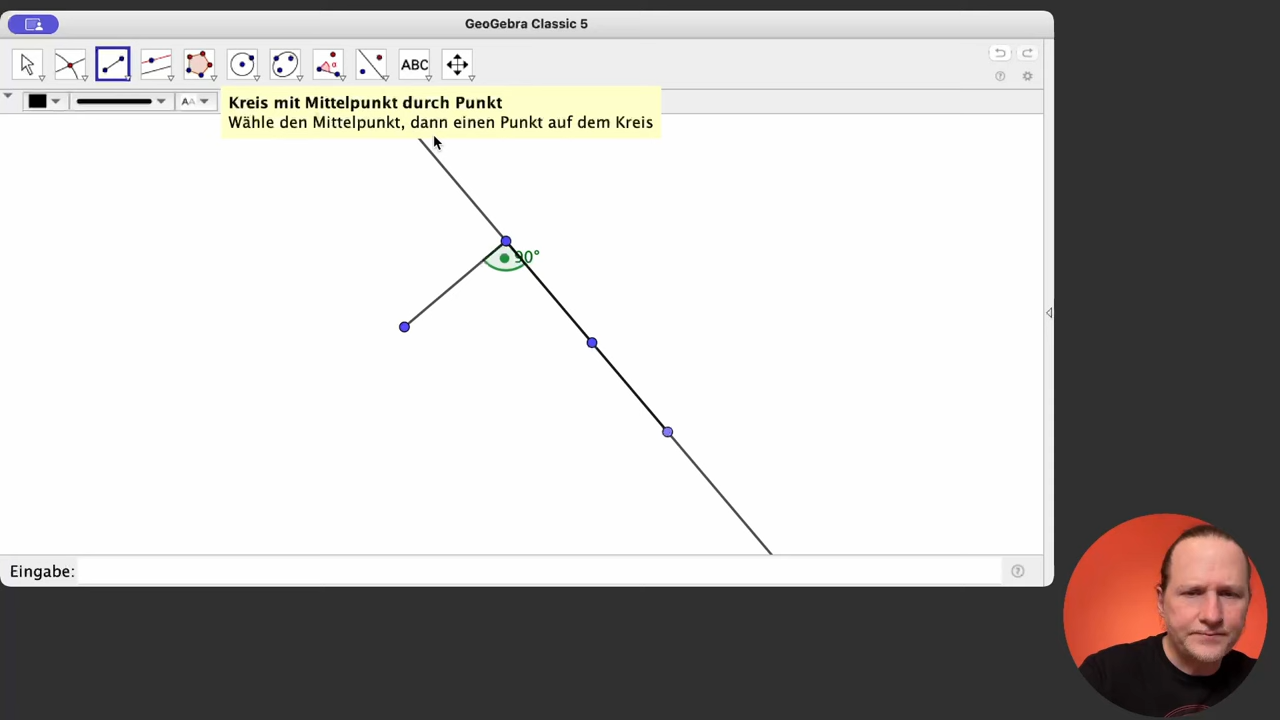 GeoGebra Classic 5
ABC
AA
Kreis mit Mittelpunkt durch Punkt
Wähle den Mittelpunkt, dann einen Punkt auf dem Kreis
90°
Eingabe: